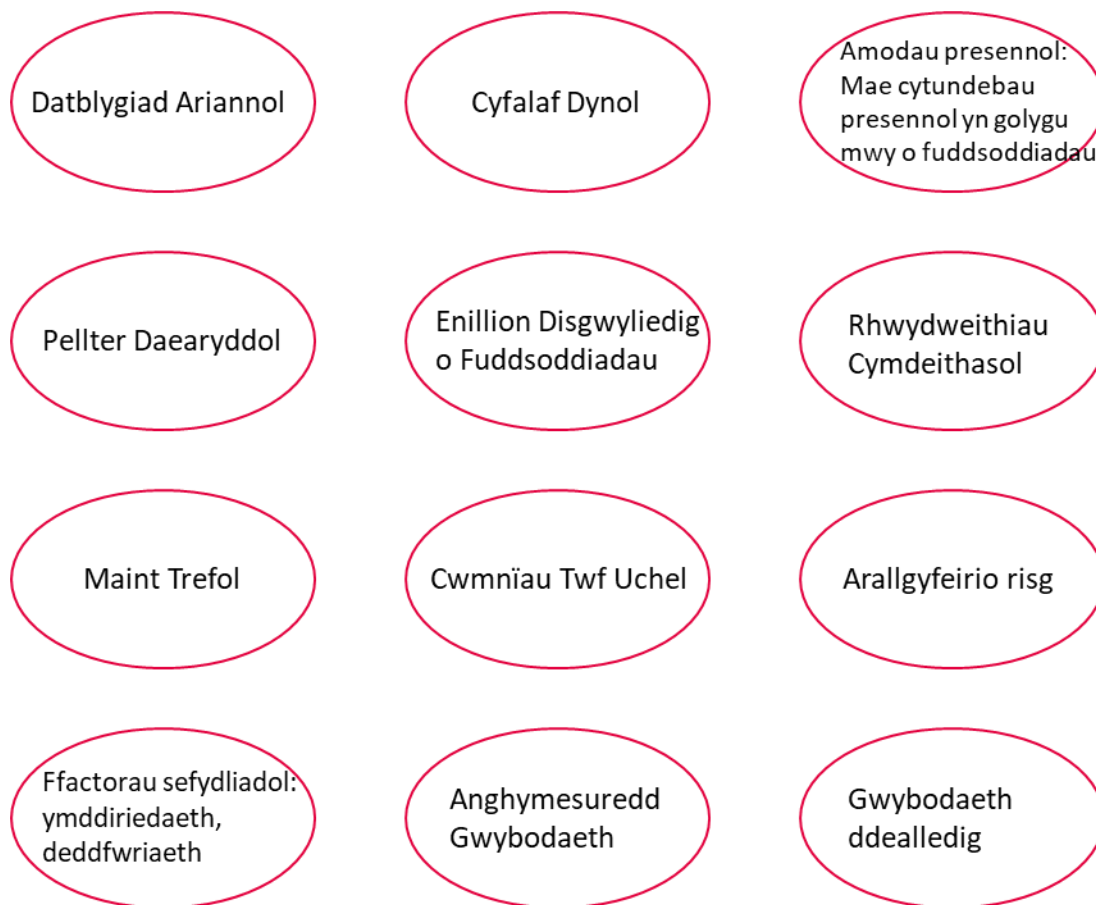 Datblygiad Ariannol
Cyfalaf Dynol
Amodau presennol:
Mae cytundebau
presennol yn golygu
mwy o fuddsoddiadau
Pellter Daearyddol
Enillion Disgwyliedig
o Fuddsoddiadau
Rhwydweithiau
Cymdeithasol
Maint Trefol
Cwmnïau Twf Uchel
Arallgyfeirio risg
Ffactorau sefydliadol:
ymddiriedaeth,
deddfwriaeth
Anghymesuredd
Gwybodaeth
Gwybodaeth
ddealledig